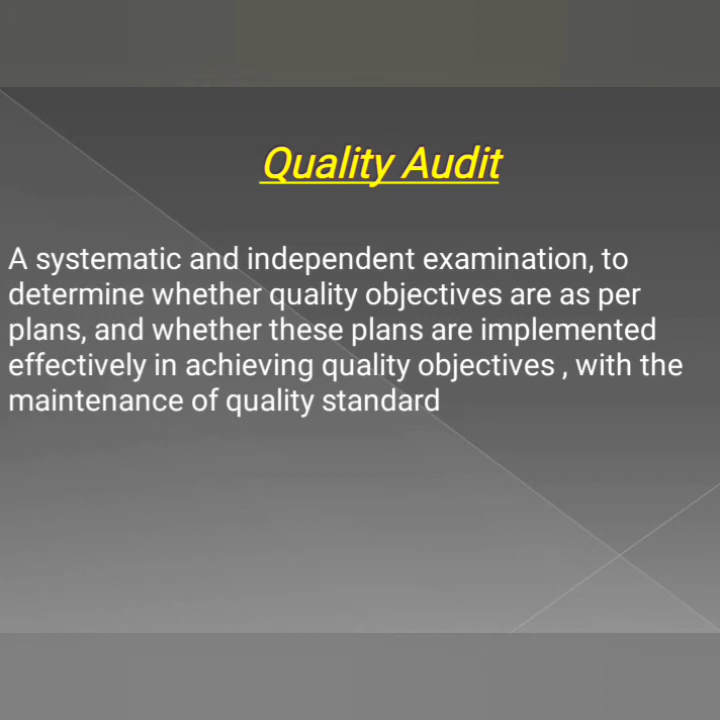 Quality Audit
A systematic and independent examination, to
determine whether quality objectives are as per
plans, and whether these plans are implemented
effectively in achieving quality objectives , with the
maintenance of quality standard